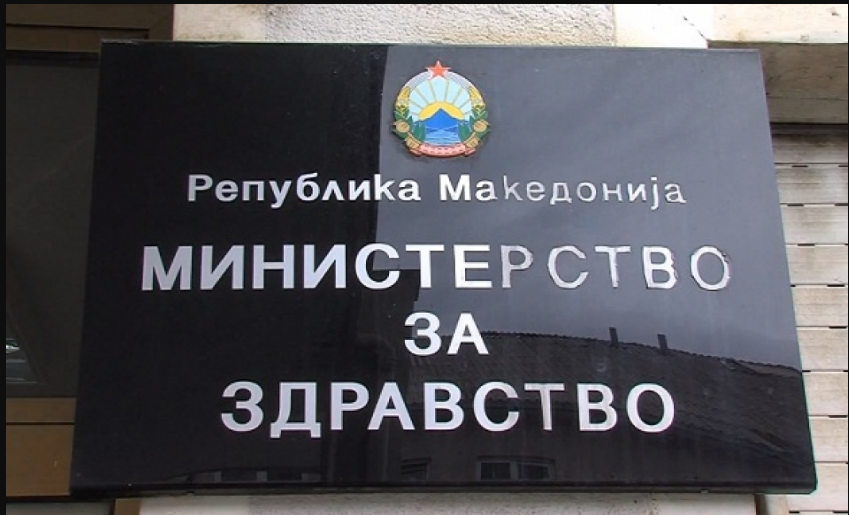 Република Македонија
МИНИСТЕРСТВО
ЗА
ЗДРАВСТВО